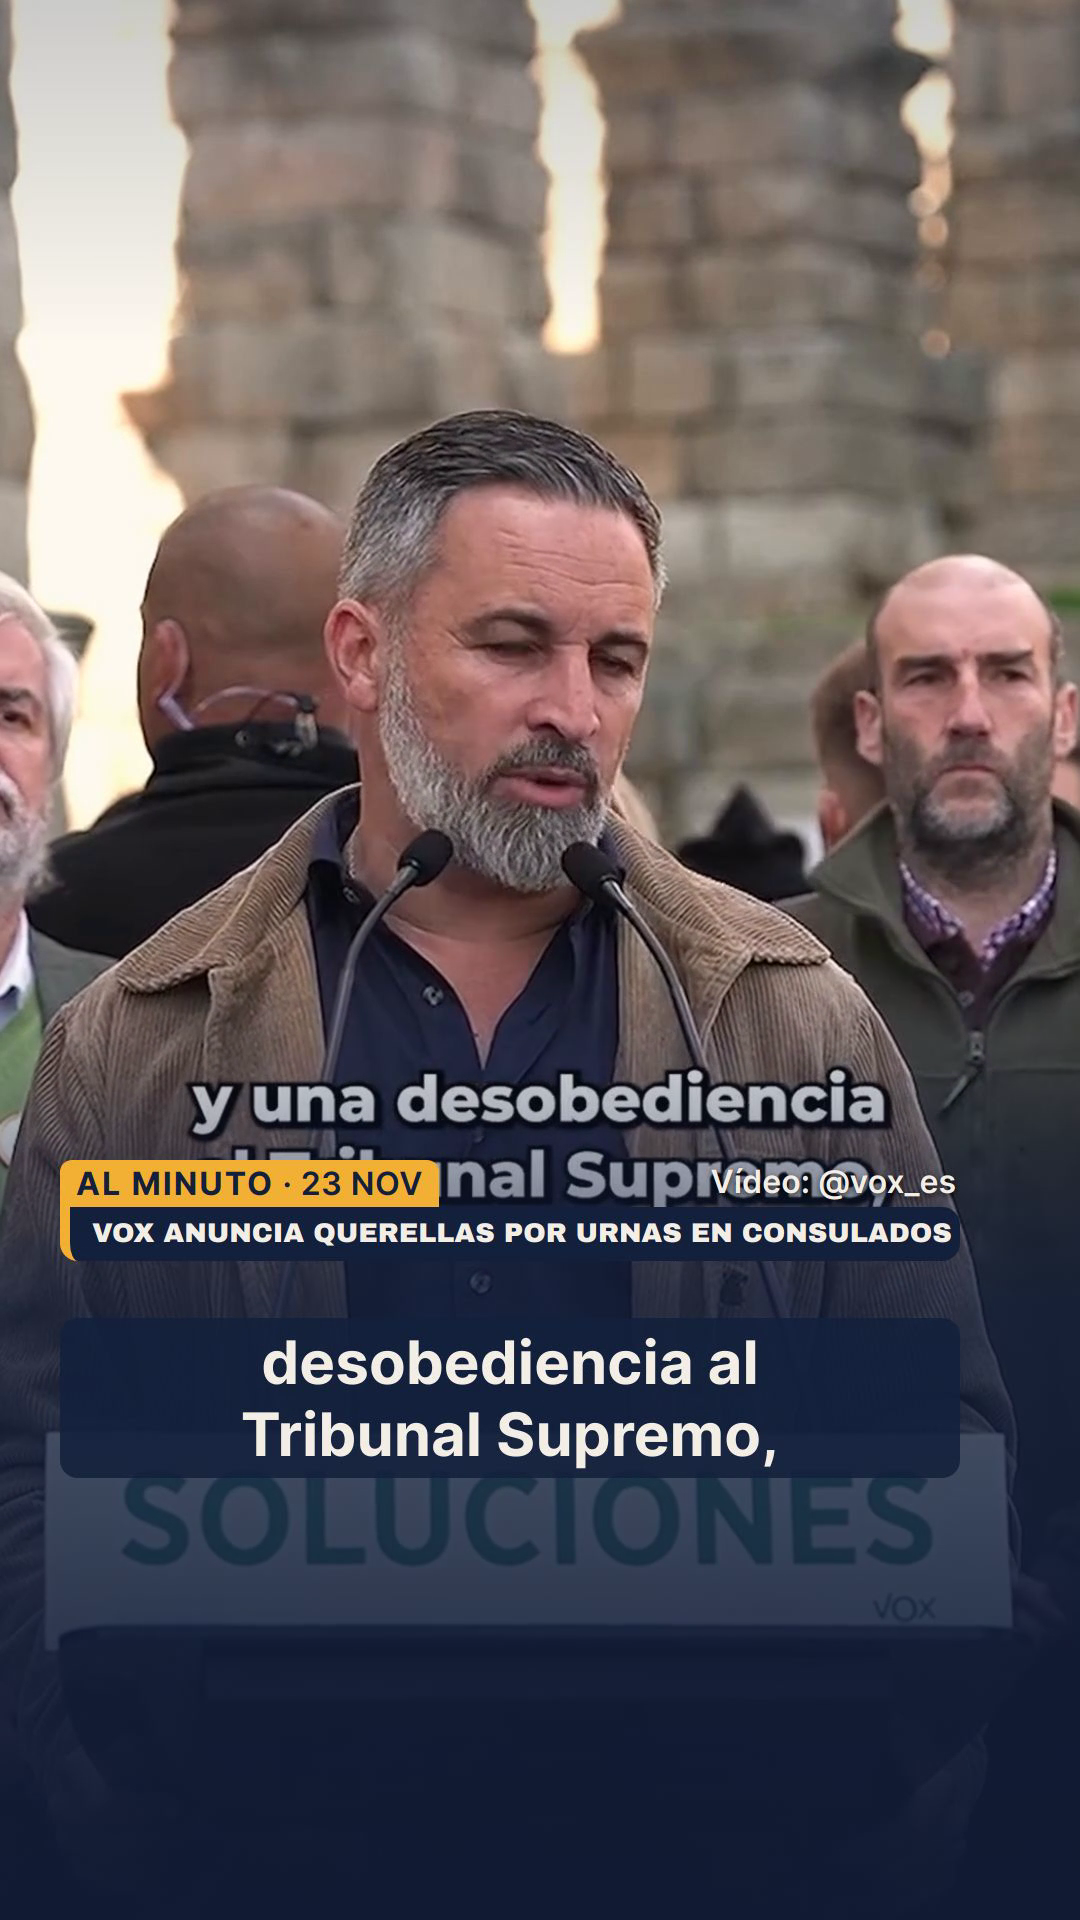 y una desobediencia
al Tribunal Supremo,
AL MINUTO · 23 NOV
Vídeo: @vox_es
VOX ANUNCIA QUERELLAS POR URNAS EN CONSULADOS
desobediencia al
Tribunal Supremo,
SOLUCIONES
VOX